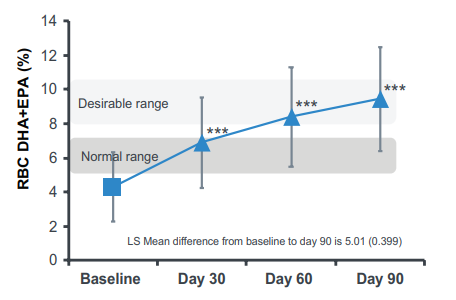 14
12
10
8
6
4
2
0
RBC DHA+EPA (%)
Desirable range
Normal range
***
***
***
LS Mean difference from baseline to day 90 is 5.01 (0.399)
Baseline Day 30 Day 60 Day 90